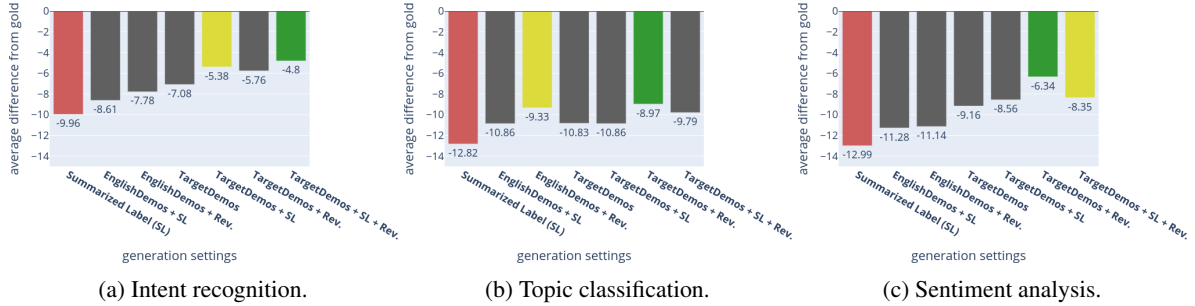 average difference from gold
0
−2
−4
−6
−8
−10
−12
−14
-9.96
-8.61
-7.78
-7.08
-5.38
-5.76
-4.8
Summarized Label (SL)
EnglishDemos + SL
EnglishDemos + Rev.
TargetDemos
TargetDemos + SL
TargetDemos + Rev.
TargetDemos + SL + Rev.
generation settings
(a) Intent recognition.
average difference from gold
0
−2
−4
−6
−8
−10
−12
−14
-12.82
-10.86
-9.33
-10.83
-10.86
-8.97
-9.79
Summarized Label (SL)
EnglishDemos + SL
EnglishDemos + Rev.
TargetDemos
TargetDemos + SL
TargetDemos + Rev.
TargetDemos + SL + Rev.
generation settings
(b) Topic classification.
average difference from gold
0
−2
−4
−6
−8
−10
−12
−14
-12.99
-11.28
-11.14
-9.16
-8.56
-6.34
-8.35
Summarized Label (SL)
EnglishDemos + SL
EnglishDemos + Rev.
TargetDemos
TargetDemos + SL
TargetDemos + Rev.
TargetDemos + SL + Rev.
generation settings
(c) Sentiment analysis.